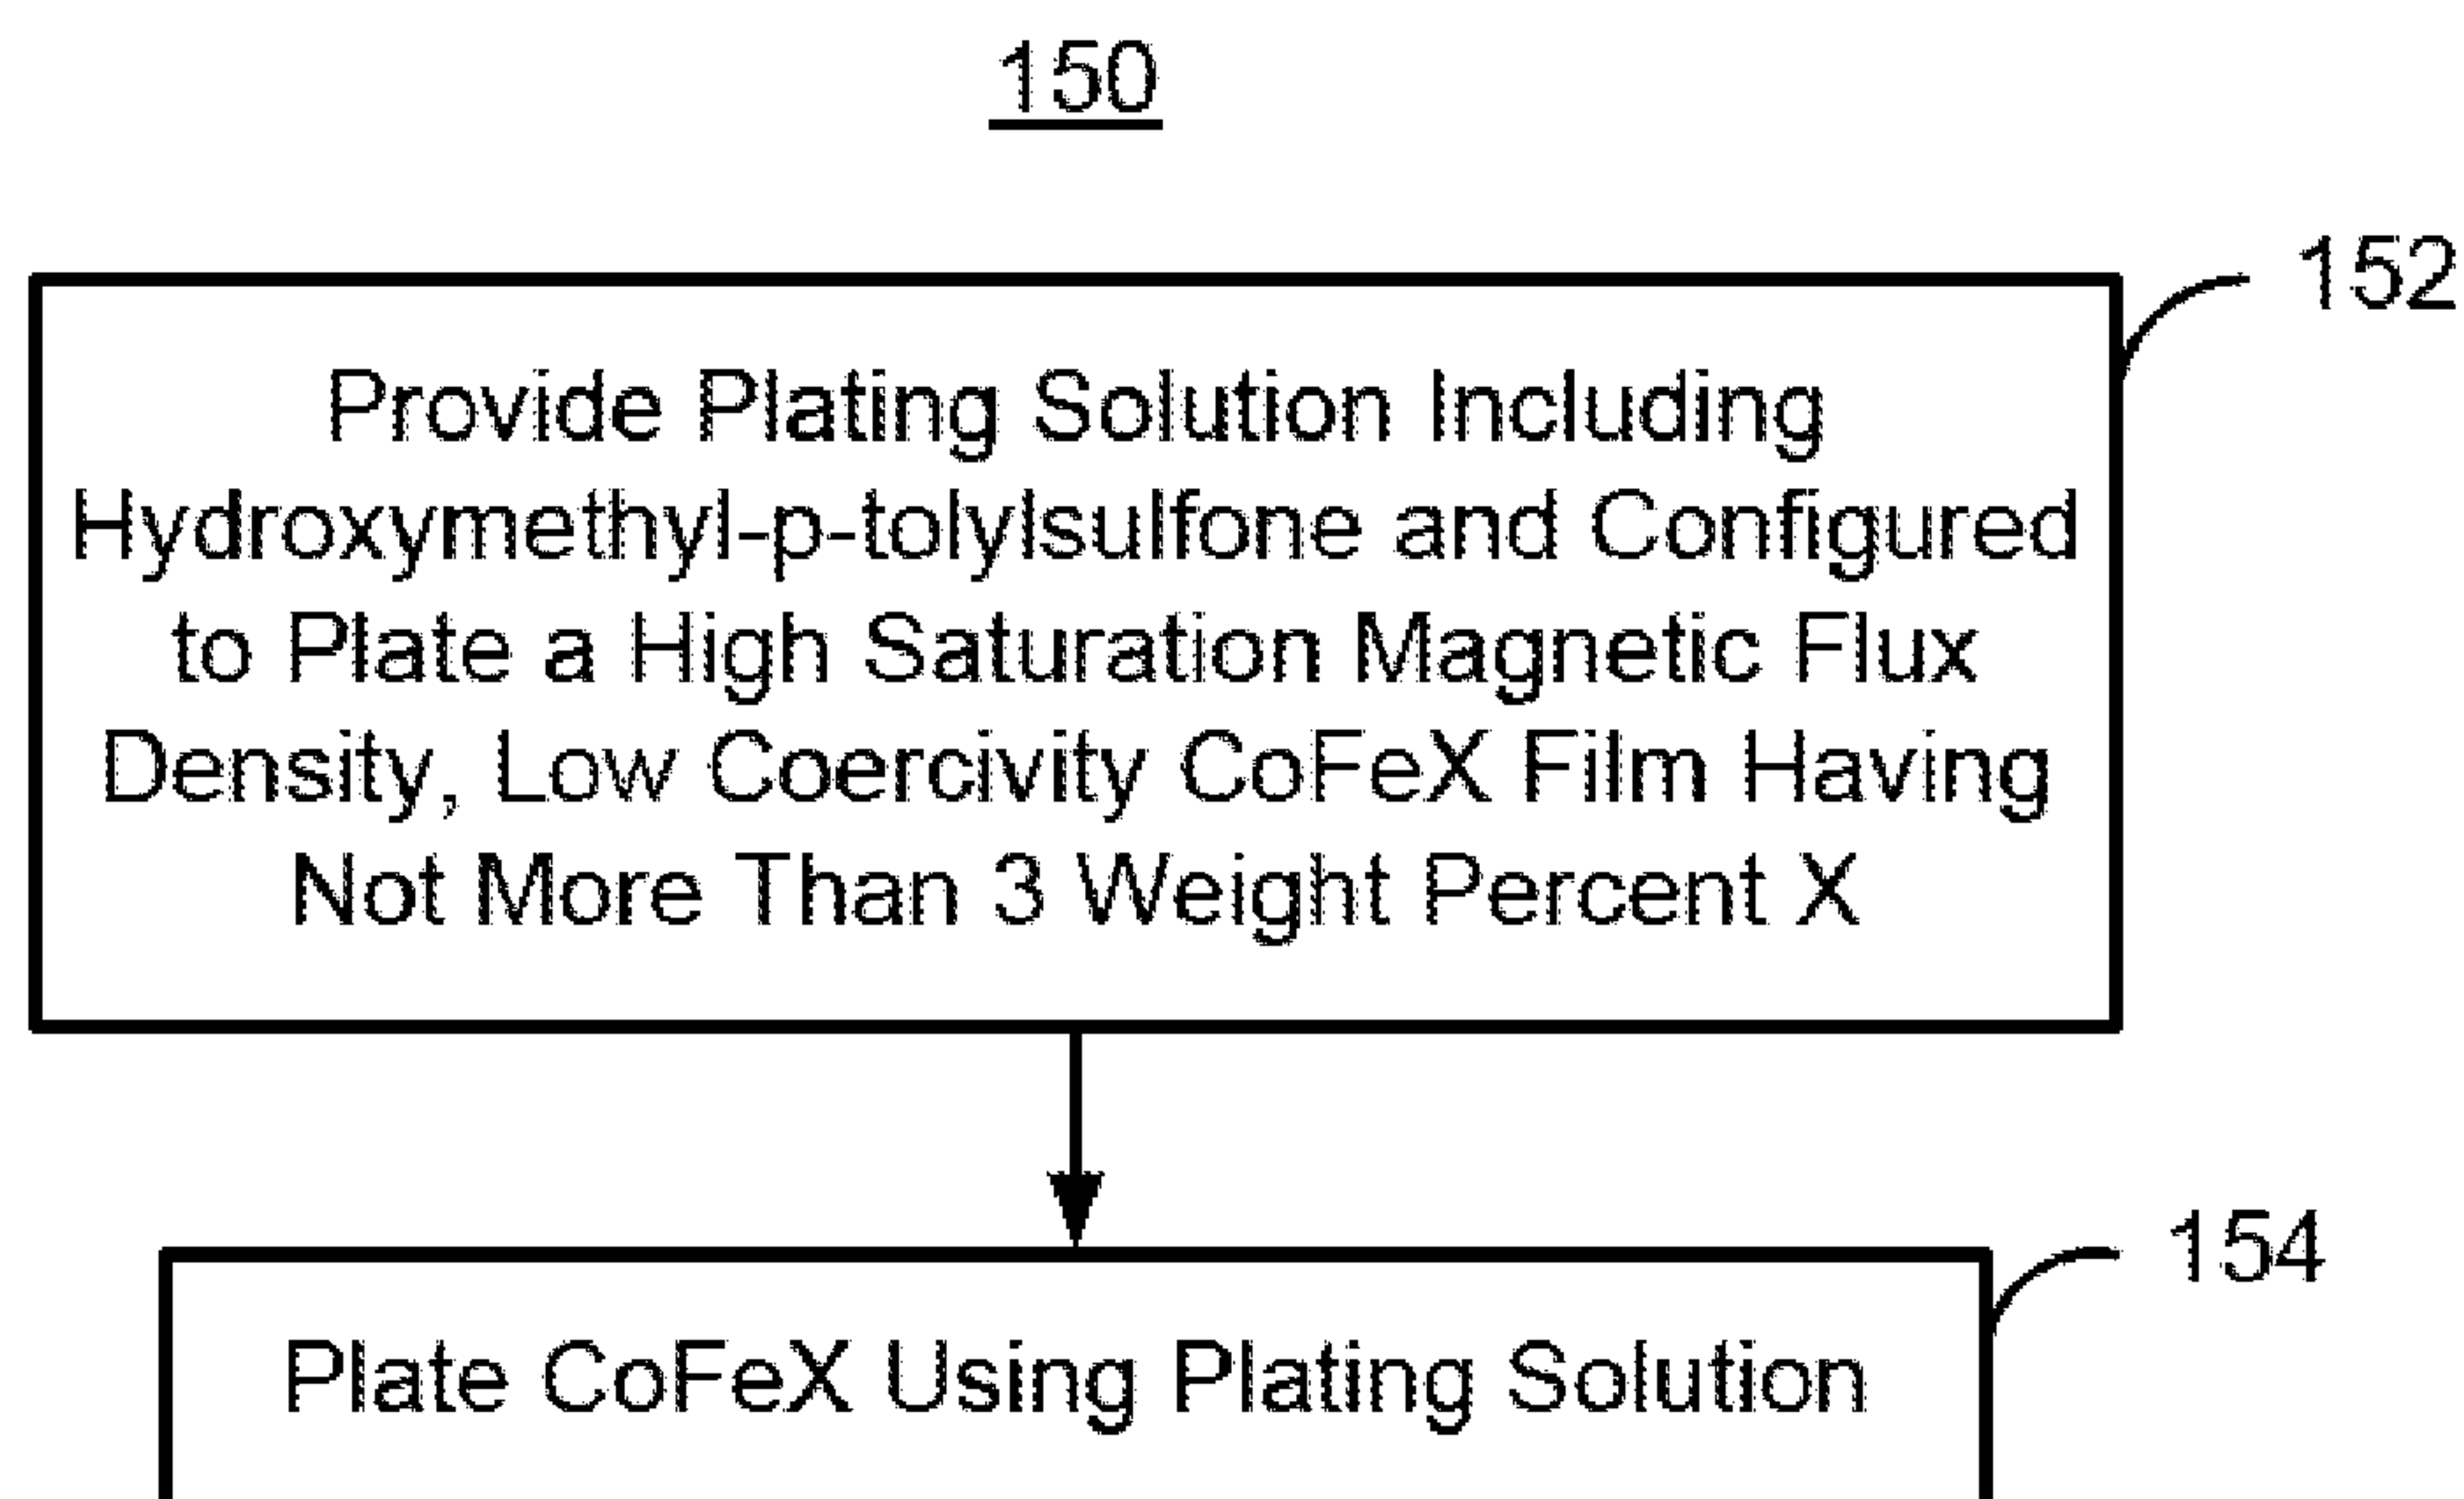 150
152
Provide Plating Solution Including
Hydroxymethyl-p-tolylsulfone and Configured
to Plate a High Saturation Magnetic Flux
Density, Low Coercivity CoFeX Film Having
Not More Than 3 Weight Percent X
154
Plate CoFeX Using Plating Solution